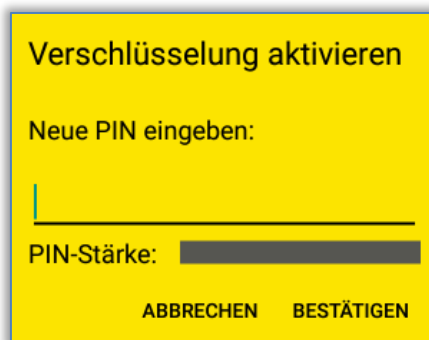 Verschlüsselung aktivieren
Neue PIN eingeben:
PIN-Stärke:
ABBRECHEN BESTÄTIGEN